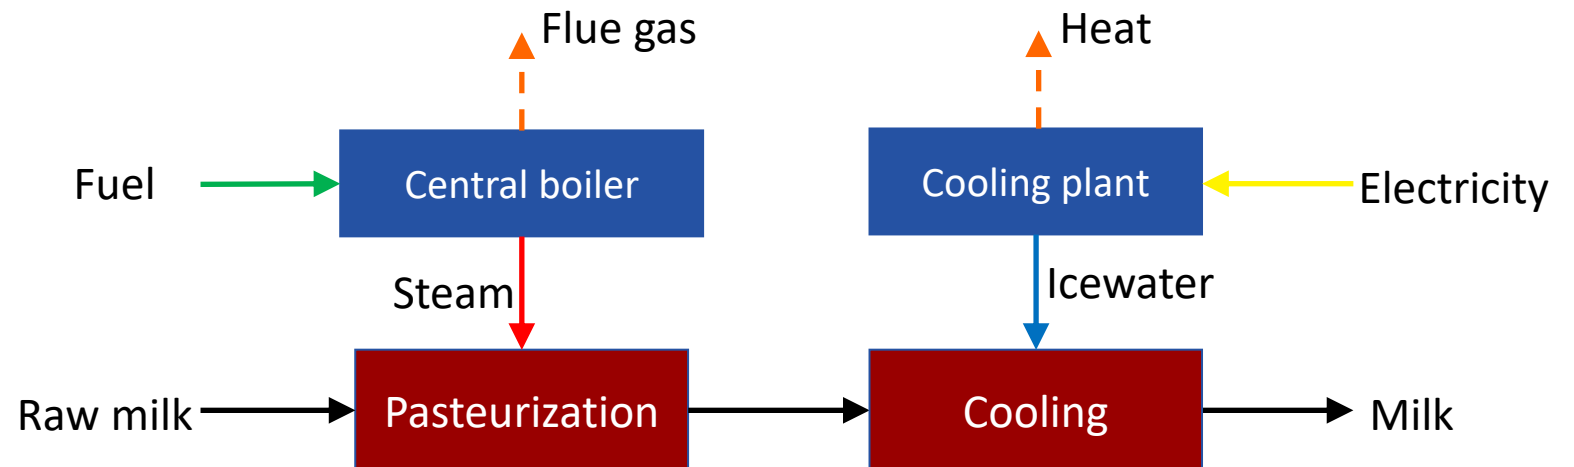 Flue gas
Heat
Fuel
Central boiler
Cooling plant
Electricity
Steam
Icewater
Raw milk
Pasteurization
Cooling
Milk